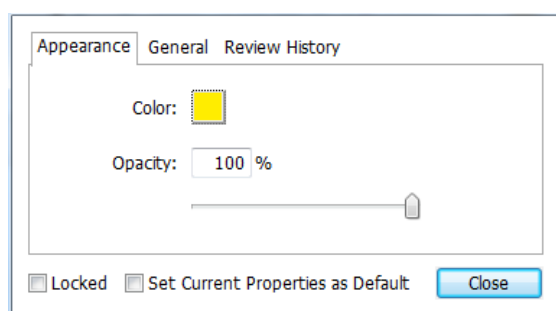 Appearance General Review History
Color:
Opacity: 100 %
Locked Set Current Properties as Default Close